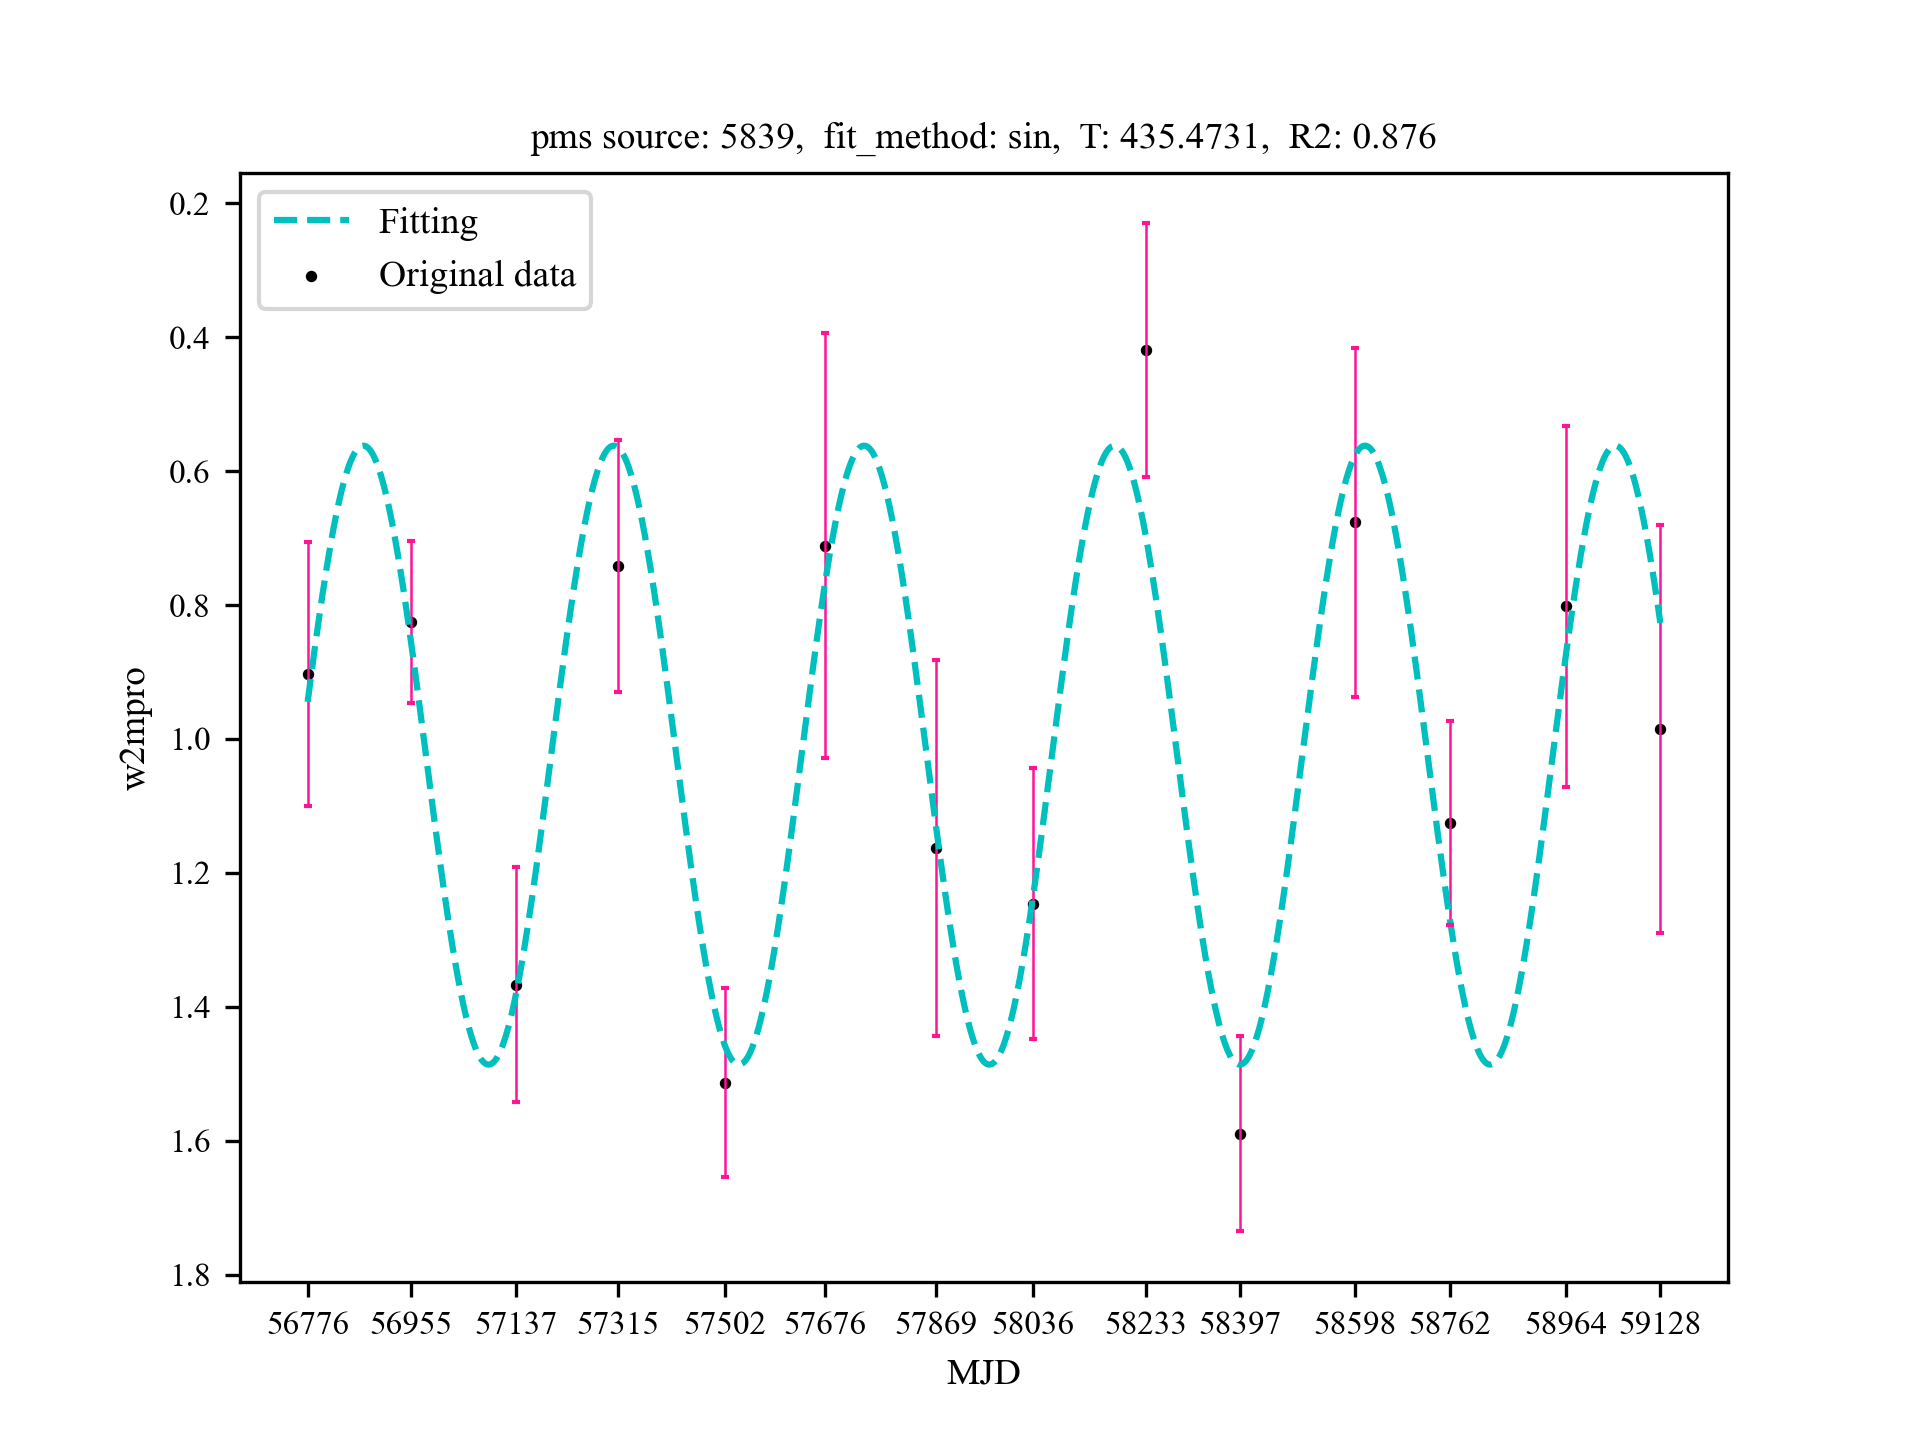 pms source: 5839,  fit_method: sin,  T: 435.4731,  R2: 0.876
Fitting
Original data
0.2
0.4
0.6
0.8
1.0
1.2
1.4
1.6
1.8
w2mpro
56776 56955 57137 57315 57502 57676 57869 58036 58233 58397 58598 58762 58964 59128
MJD